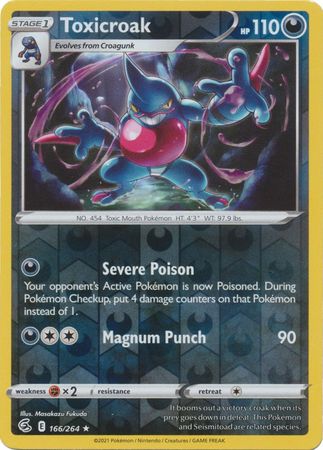 STAGE 1 Toxicroak HP 110
Evolves from Croagunk
NO. 454 Toxic Mouth Pokémon HT: 4'3" WT: 97.9 lbs.
Severe Poison
Your opponent's Active Pokémon is now Poisoned. During
Pokémon Checkup, put 4 damage counters on that Pokémon
instead of 1.
Magnum Punch 90
weakness ×2 resistance retreat
Illus. Masakazu Fukuda
It booms out a victory croak when its
prey goes down in defeat. This Pokémon
and Seismitoad are related species.
F E 166/264 ★
©2021 Pokémon / Nintendo / Creatures / GAME FREAK